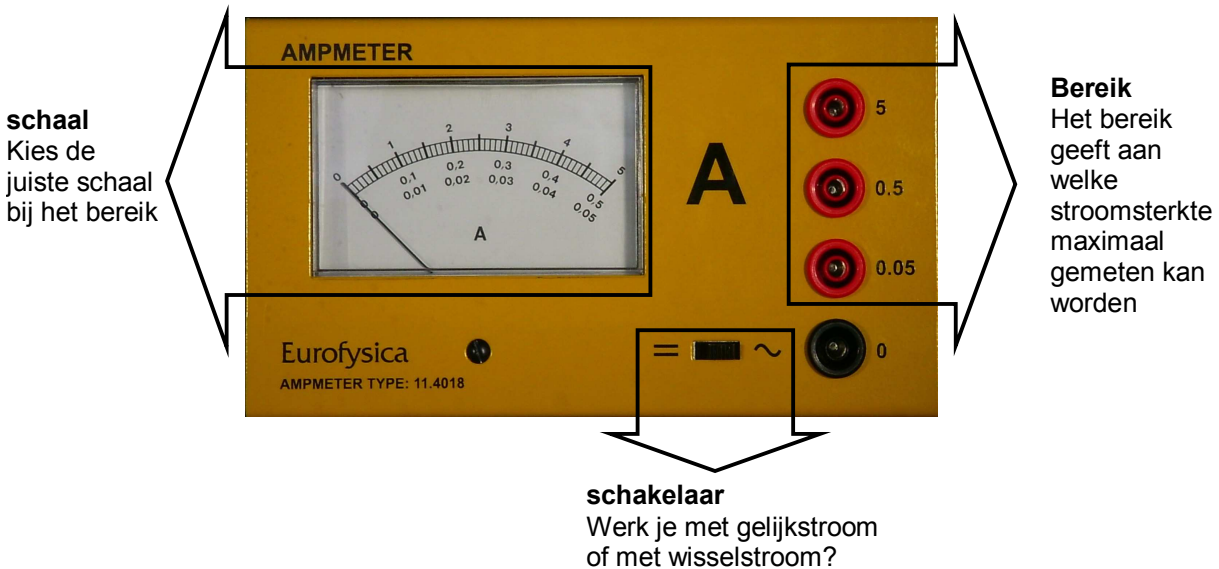 schaal
Kies de
juiste schaal
bij het bereik
AMPMETER
0 1 2 3 4 5
0 0,1 0,2 0,3 0,4 0,5
0 0,01 0,02 0,03 0,04 0,05
A
A
5
0.5
0.05
0
Eurofysica
AMPMETER TYPE: 11.4018
= ~
Bereik
Het bereik
geeft aan
welke
stroomsterkte
maximaal
gemeten kan
worden
schakelaar
Werk je met gelijkstroom
of met wisselstroom?